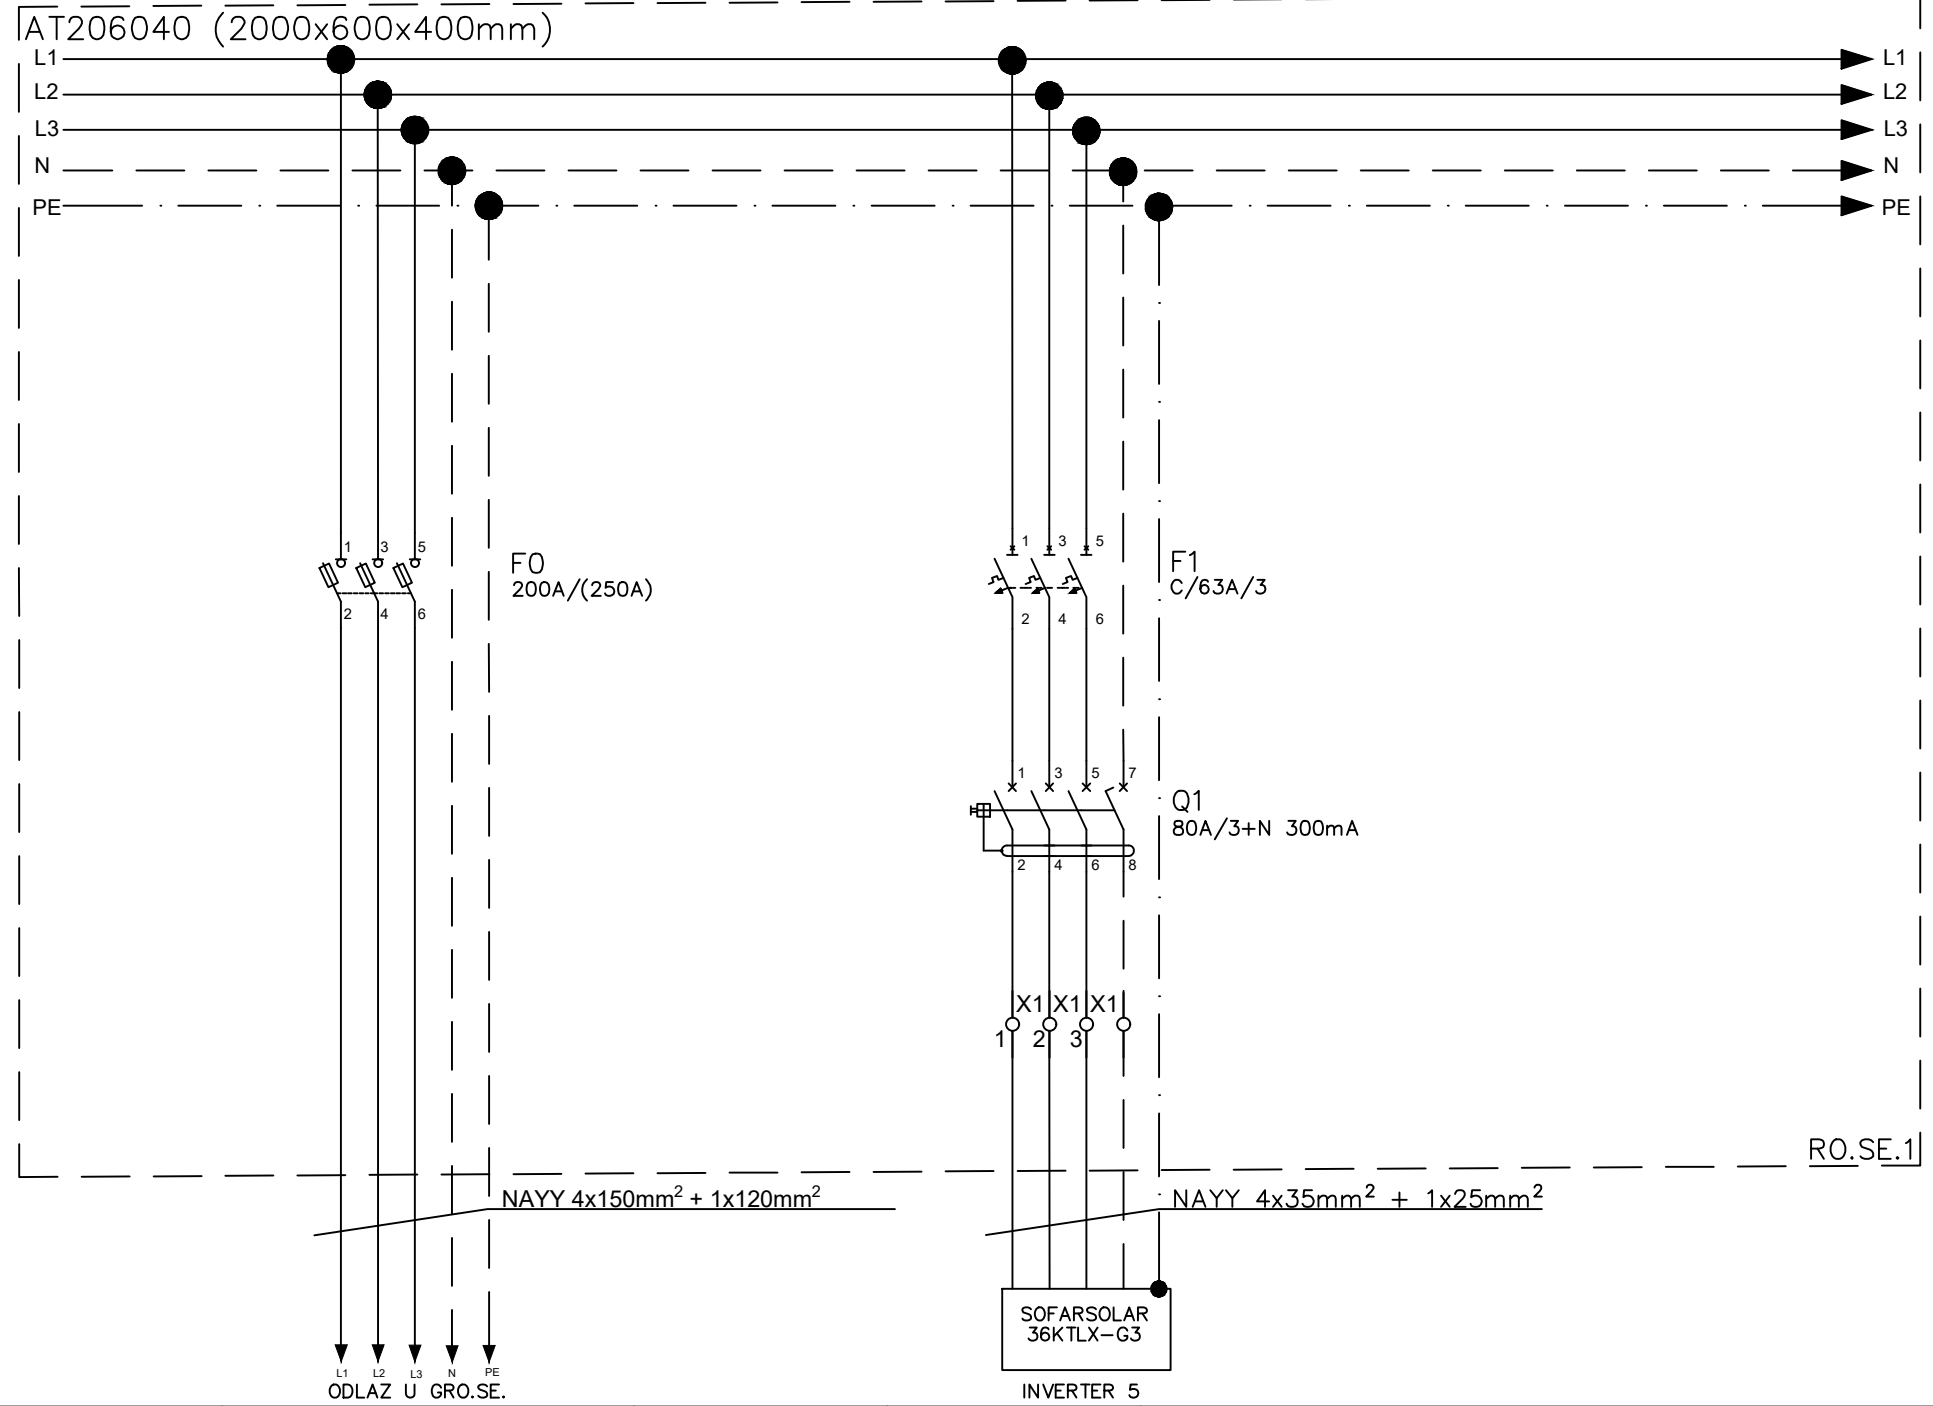 AT206040 (2000x600x400mm)
L1 L1
L2 L2
L3 L3
N N
PE PE
1 3 5
2 4 6
F0
200A/(250A)
1 3 5
2 4 6
F1
C/63A/3
1 3 5 7
2 4 6 8
Q1
80A/3+N 300mA
X1 X1 X1
1 2 3
RO.SE.1
NAYY 4x150mm² + 1x120mm²
NAYY 4x35mm² + 1x25mm²
SOFARSOLAR
36KTLX-G3
L1 L2 L3 N PE
ODLAZ U GRO.SE.
INVERTER 5